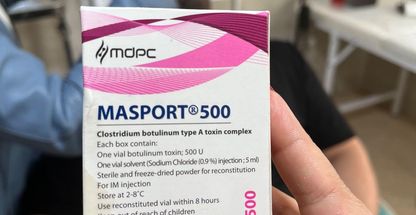 mdpc
MASPORT®500
Clostridium botulinum type A toxin complex
Each box contain:
One vial botulinum toxin; 500 U
One vial solvent (Sodium Chloride (0.9%) injection ; 5ml)
Sterile and freeze-dried powder for reconstitution
For IM injection
Store at 2-8˚C
Use reconstituted vial within 8 hours
Keep out of reach of children
500